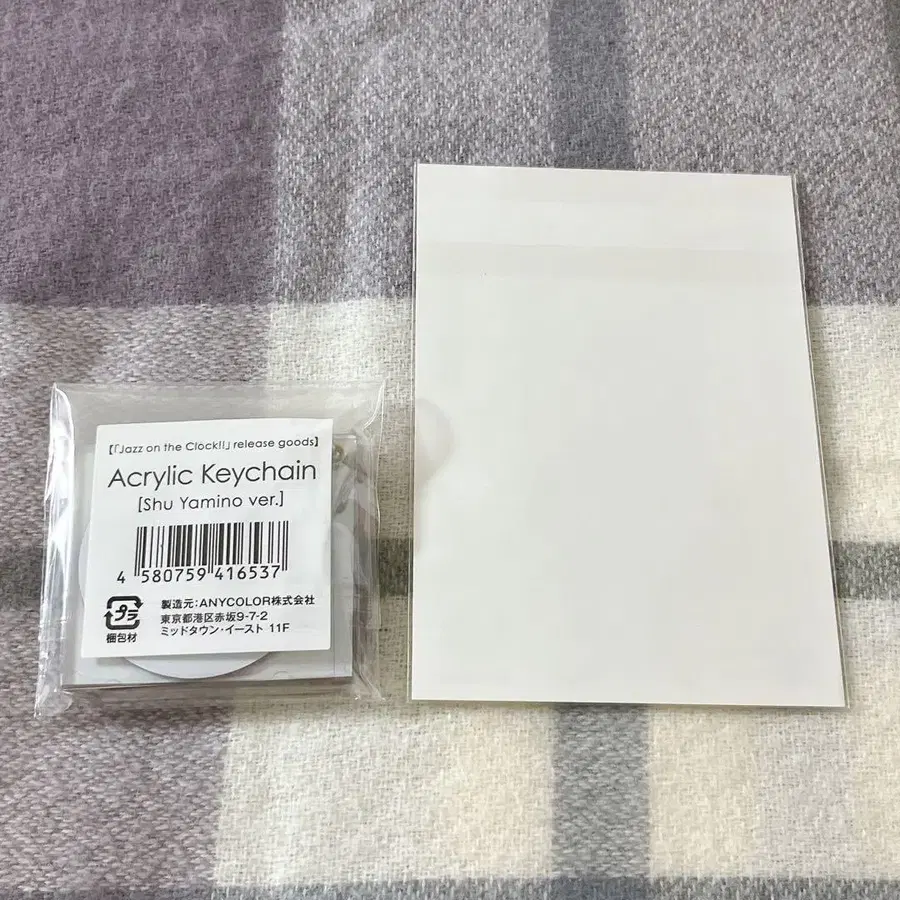 【「Jazz on the Clock!!」release goods】
Acrylic Keychain
[Shu Yamino ver.]
4 580759 416537
プラ
梱包材
製造元:ANYCOLOR株式会社
東京都港区赤坂9-7-2
ミッドタウン・イースト 11F